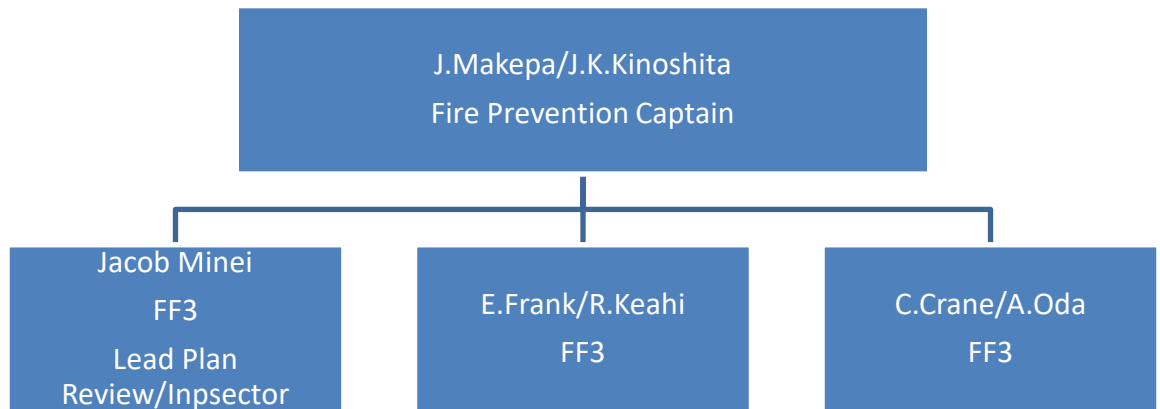 J.Makepa/J.K.Kinoshita
Fire Prevention Captain
Jacob Minei
FF3
Lead Plan
Review/Inpsector
E.Frank/R.Keahi
FF3
C.Crane/A.Oda
FF3